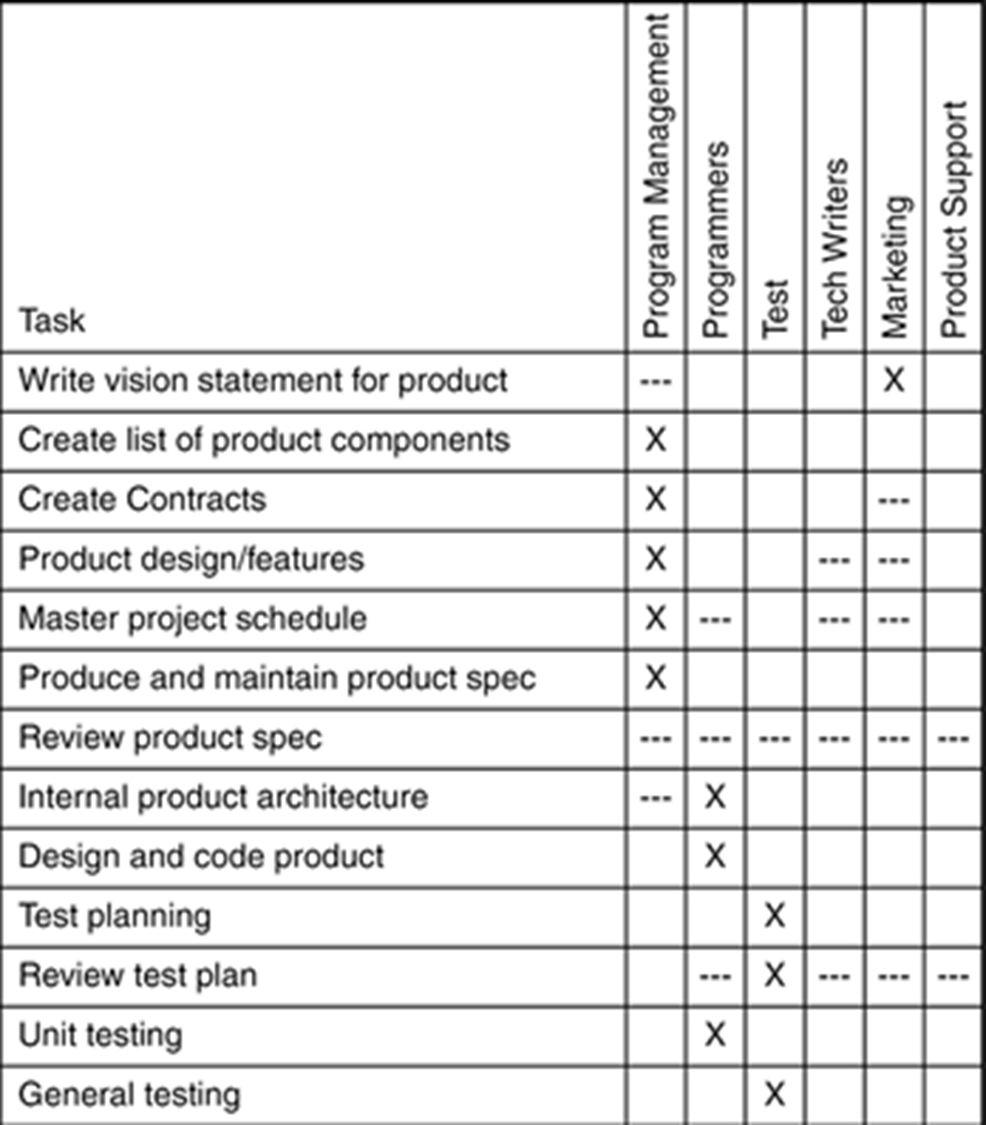 Task Program Management Programmers Test Tech Writers Marketing Product Support
Write vision statement for product --- X
Create list of product components X
Create Contracts X ---
Product design/features X --- ---
Master project schedule X --- --- ---
Produce and maintain product spec X
Review product spec --- --- --- --- --- ---
Internal product architecture --- X
Design and code product X
Test planning X
Review test plan --- X --- --- ---
Unit testing X
General testing X